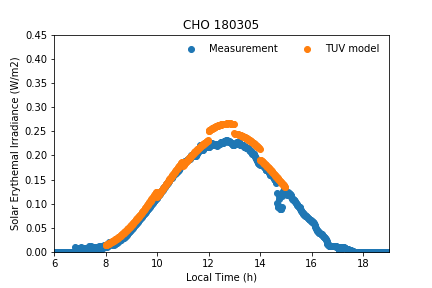 CHO 180305
Measurement
TUV model
0.45
0.40
0.35
0.30
0.25
0.20
0.15
0.10
0.05
0.00
Solar Erythemal Irradiance (W/m2)
6 8 10 12 14 16 18
Local Time (h)